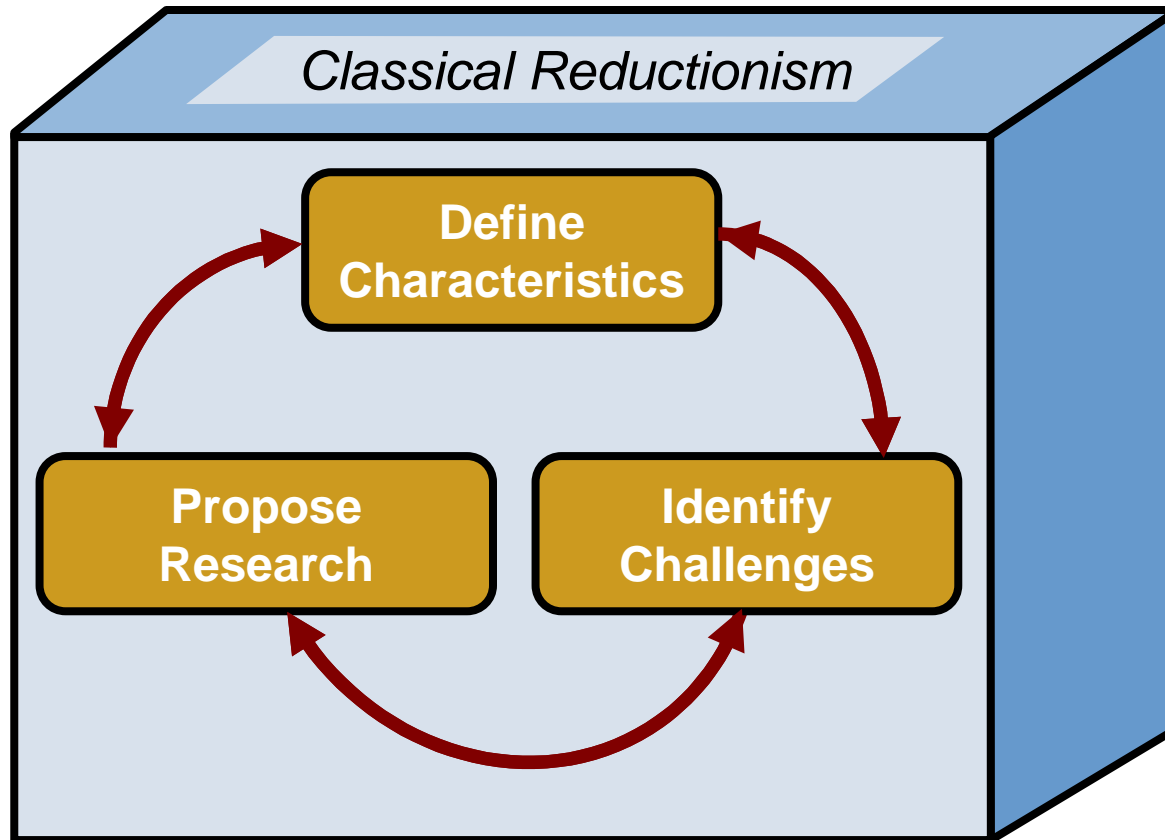 Classical Reductionism
Define
Characteristics
Propose
Research
Identify
Challenges